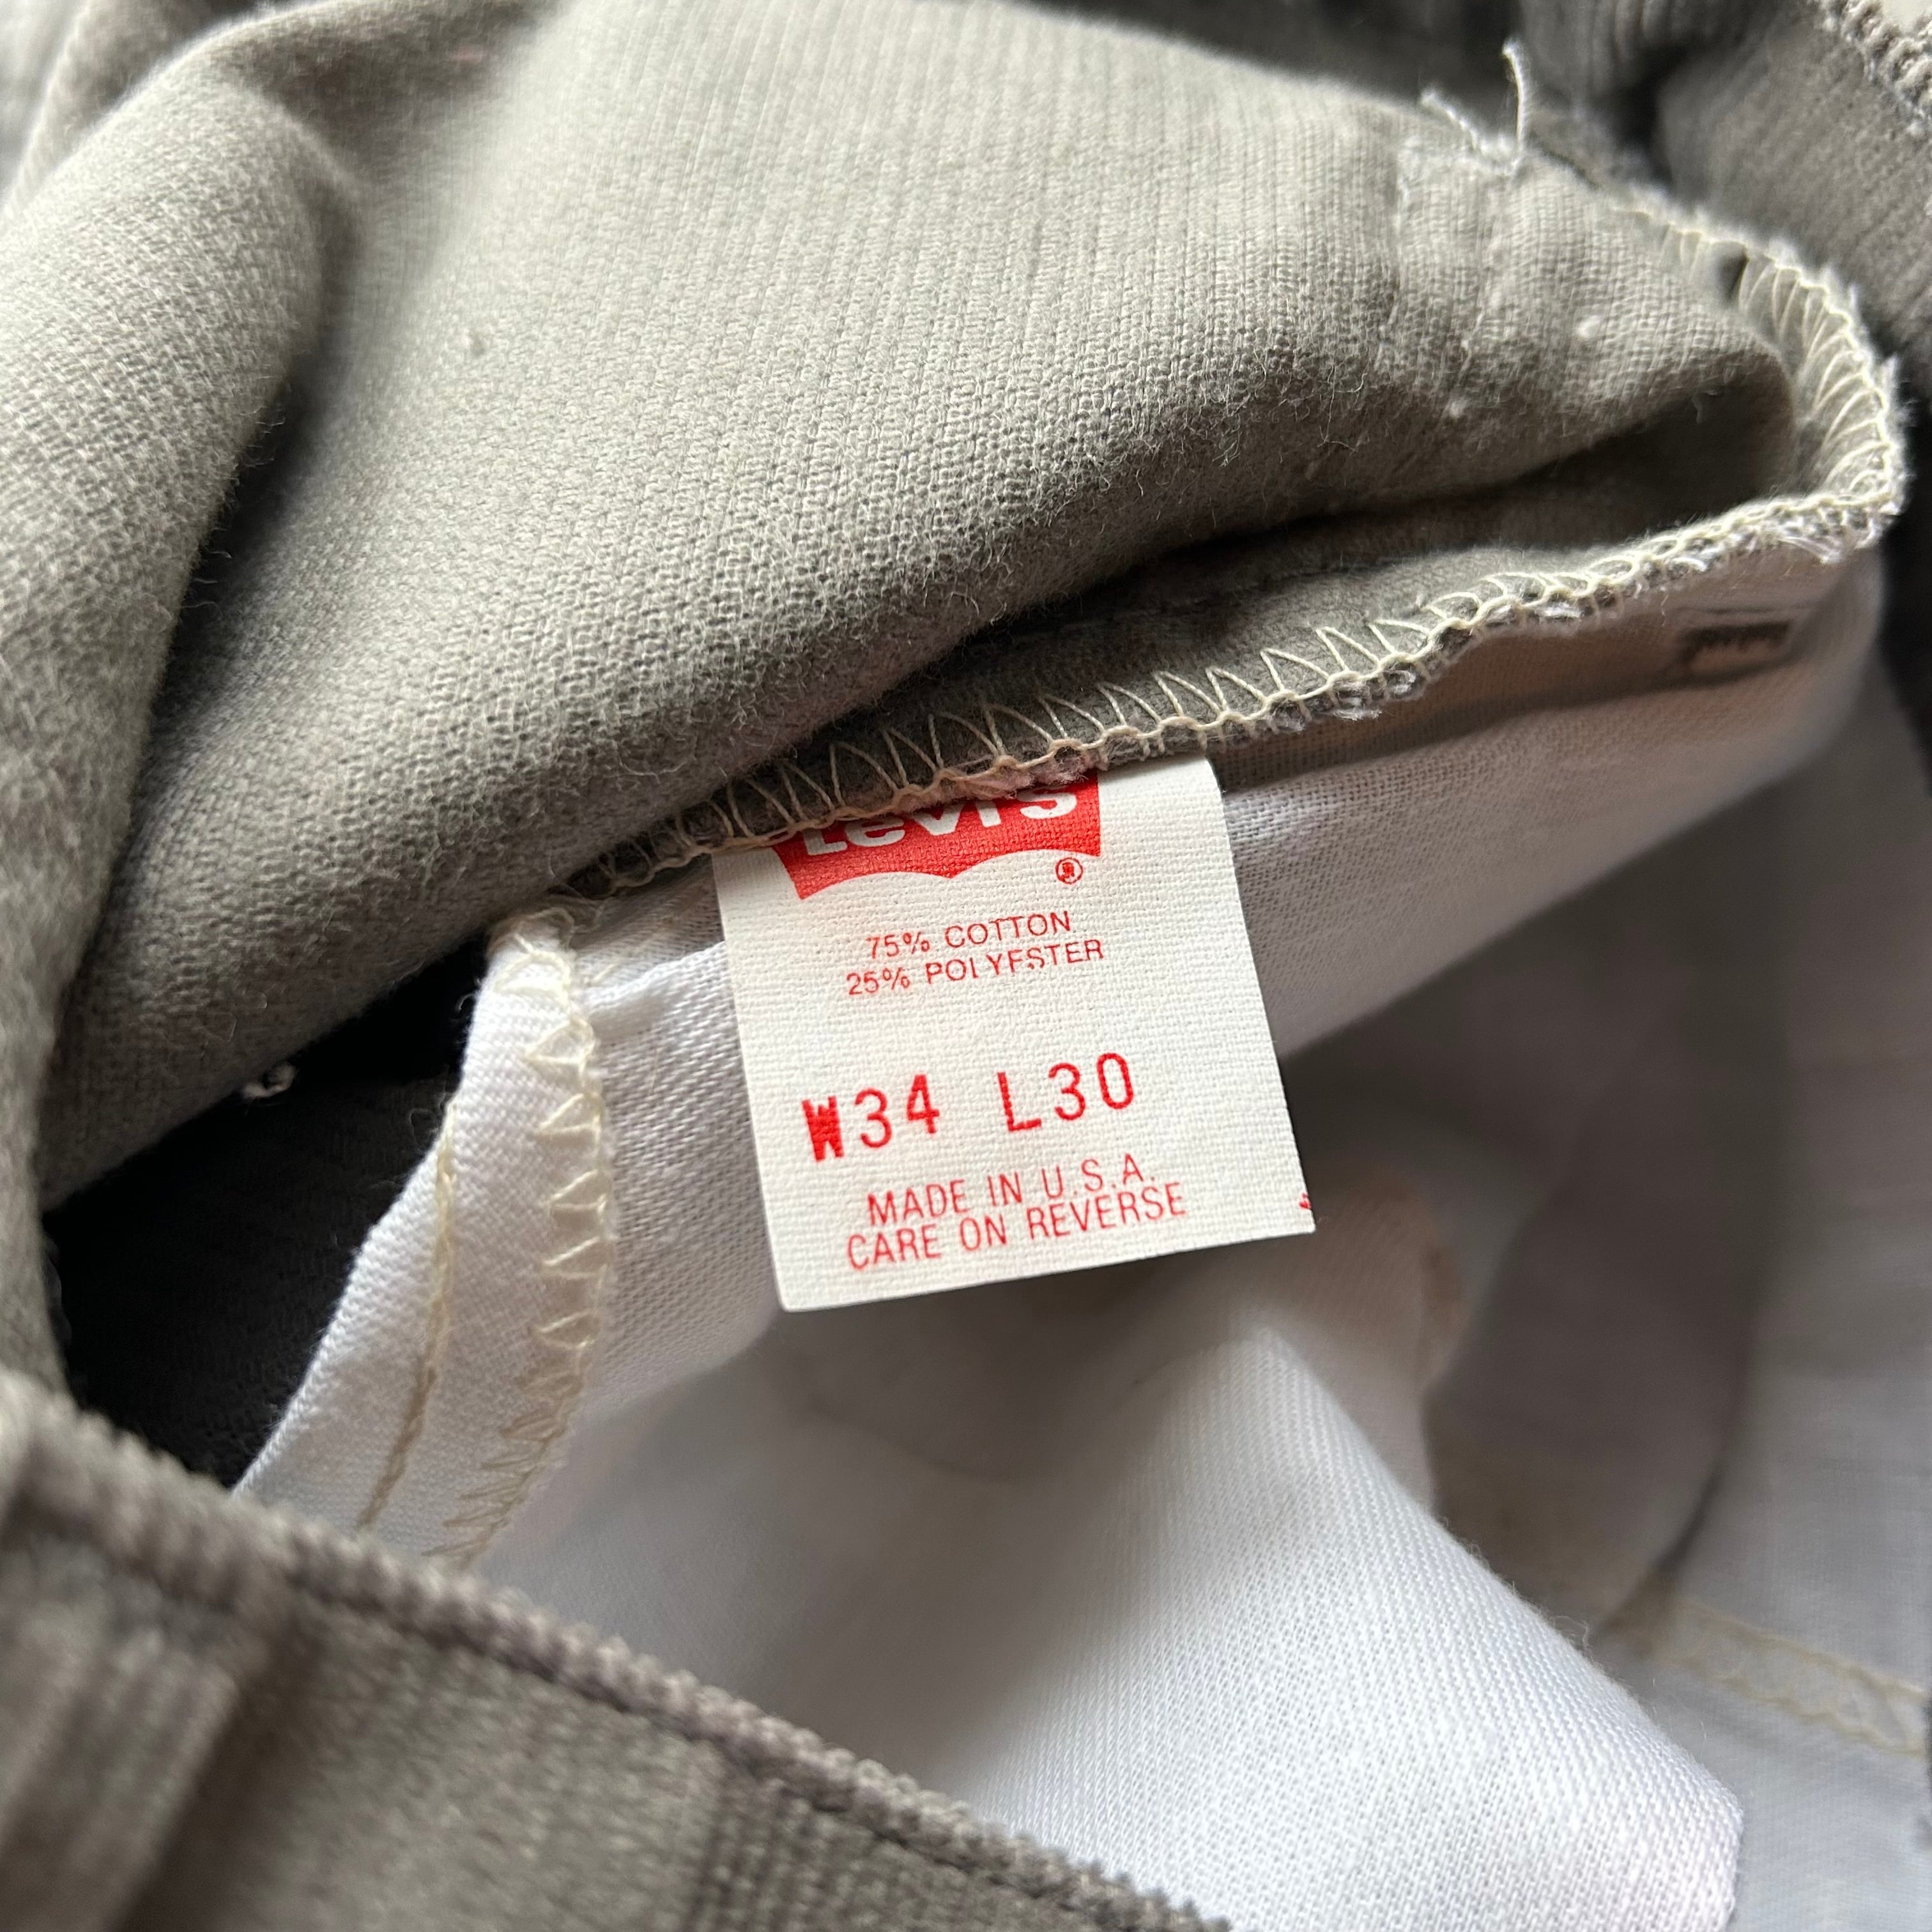 Levi's
®
75% COTTON
25% POLYESTER
W34 L30
MADE IN U.S.A.
CARE ON REVERSE